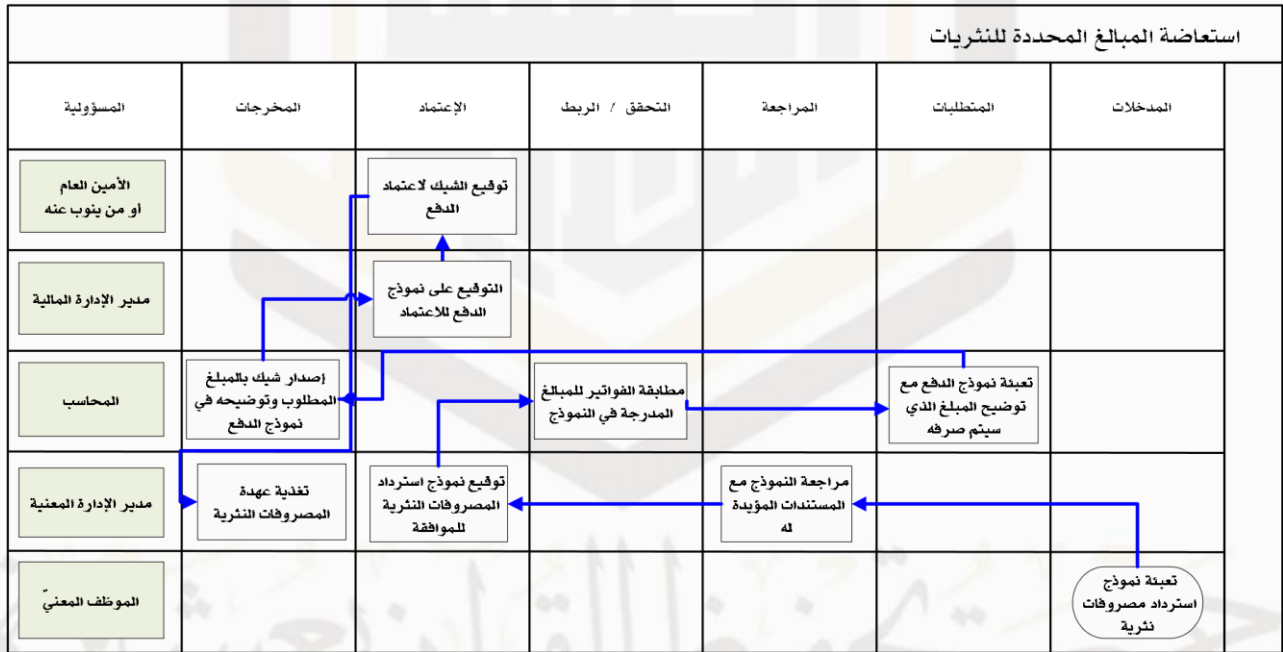 استعاضة المبالغ المحددة للنثريات
المدخلات
المتطلبات
المراجعة
التحقق / الربط
الإعتماد
المخرجات
المسؤولية
توقيع الشيك لاعتماد
الدفع
الأمين العام
او من ينوب عنه
التوقيع على نموذج
الدفع للاعتماد
مدير الإدارة المالية
تعبئة نموذج الدفع مع
توضيح المبلغ الذي
سيتم صرفه
مطابقة الفواتير للمبالغ
المدرجة في النموذج
إصدار شيك بالمبلغ
المطلوب وتوضيحه في
نموذج الدفع
المحاسب
مراجعة النموذج مع
المستندات المؤيدة
له
توقيع نموذج استرداد
المصروفات النثرية
للموافقة
تغذية عهدة
المصروفات النثرية
مدير الإدارة المعنية
تعبئة نموذج
استرداد مصروفات
نثرية
الموظف المعنيّ